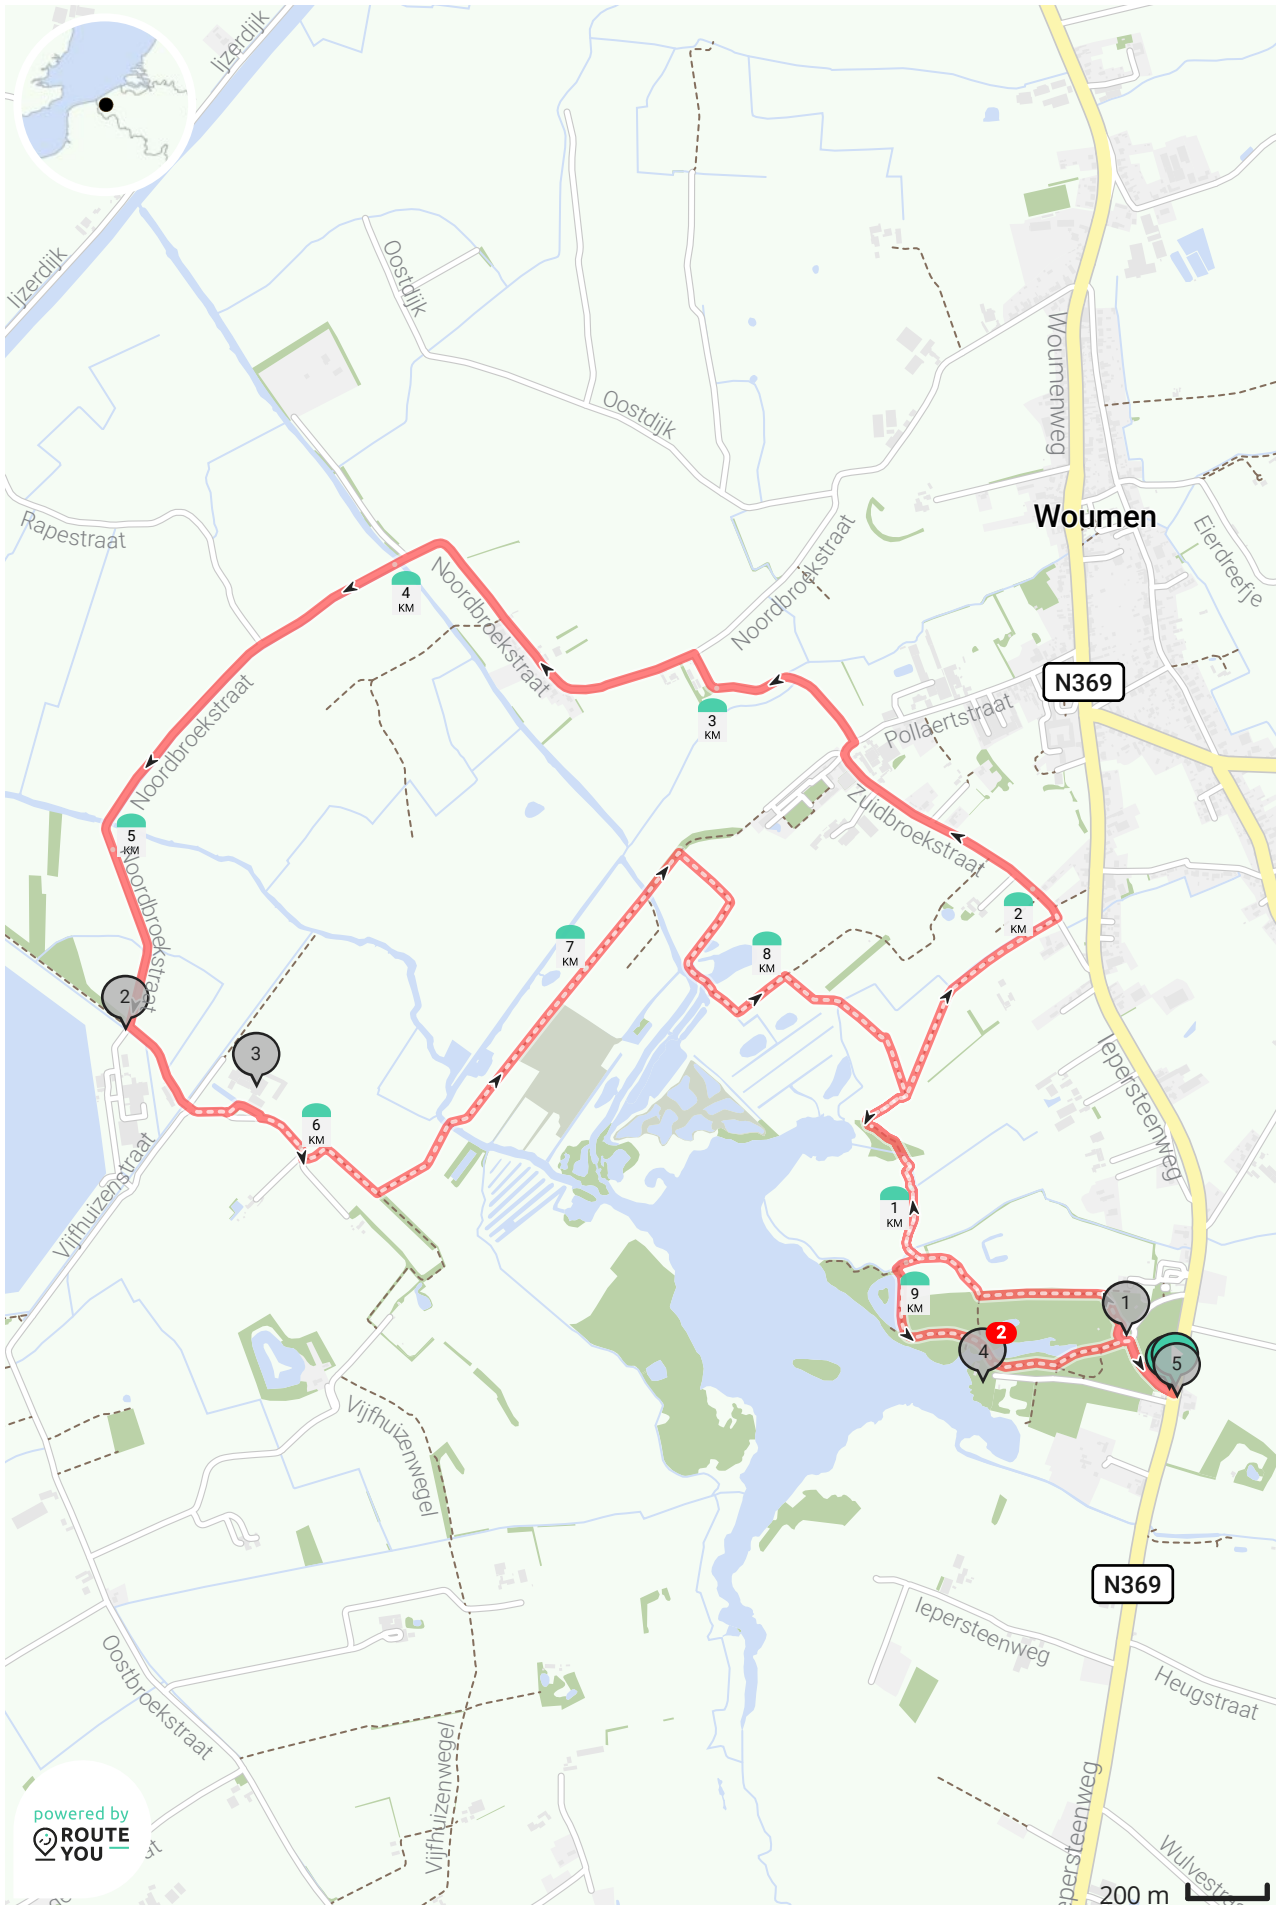 Ijzerdijk
Ijzerdijk
Oostdijk
Woumenweg
Oostdijk
Rapestraat
Woumen
Eierdreefje
Noordbroekstraat
Noordbroekstraat
4
KM
N369
3
KM
Pollaertstraat
Noordbroekstraat
Zuidbroekstraat
5
KM
Noordbroekstraat
2
KM
7
KM
8
KM
2
3
Iepersteenweg
6
KM
Vijfhuizenstraat
1
KM
9
KM
1
2
4
5
Vijfhuizenwegel
N369
Iepersteenweg
Oostbroekstraat
Heugstraat
Vijfhuizenwegel
Iepersteenweg
powered by
ROUTE
YOU
200 m